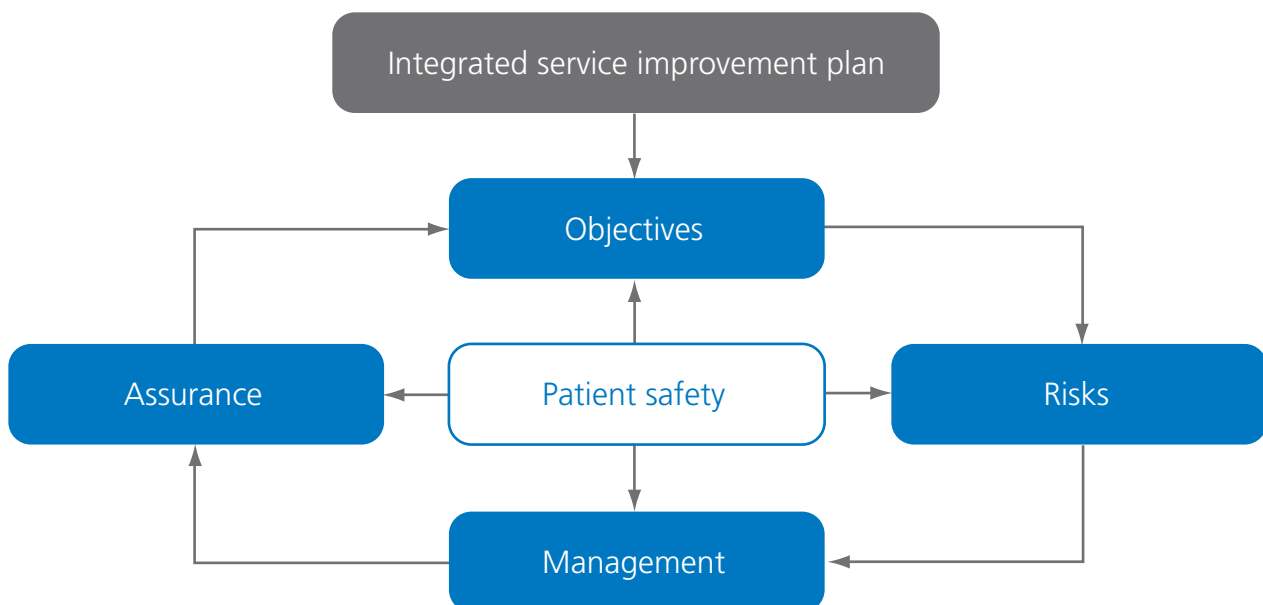 Integrated service improvement plan
Objectives
Assurance
Patient safety
Risks
Management